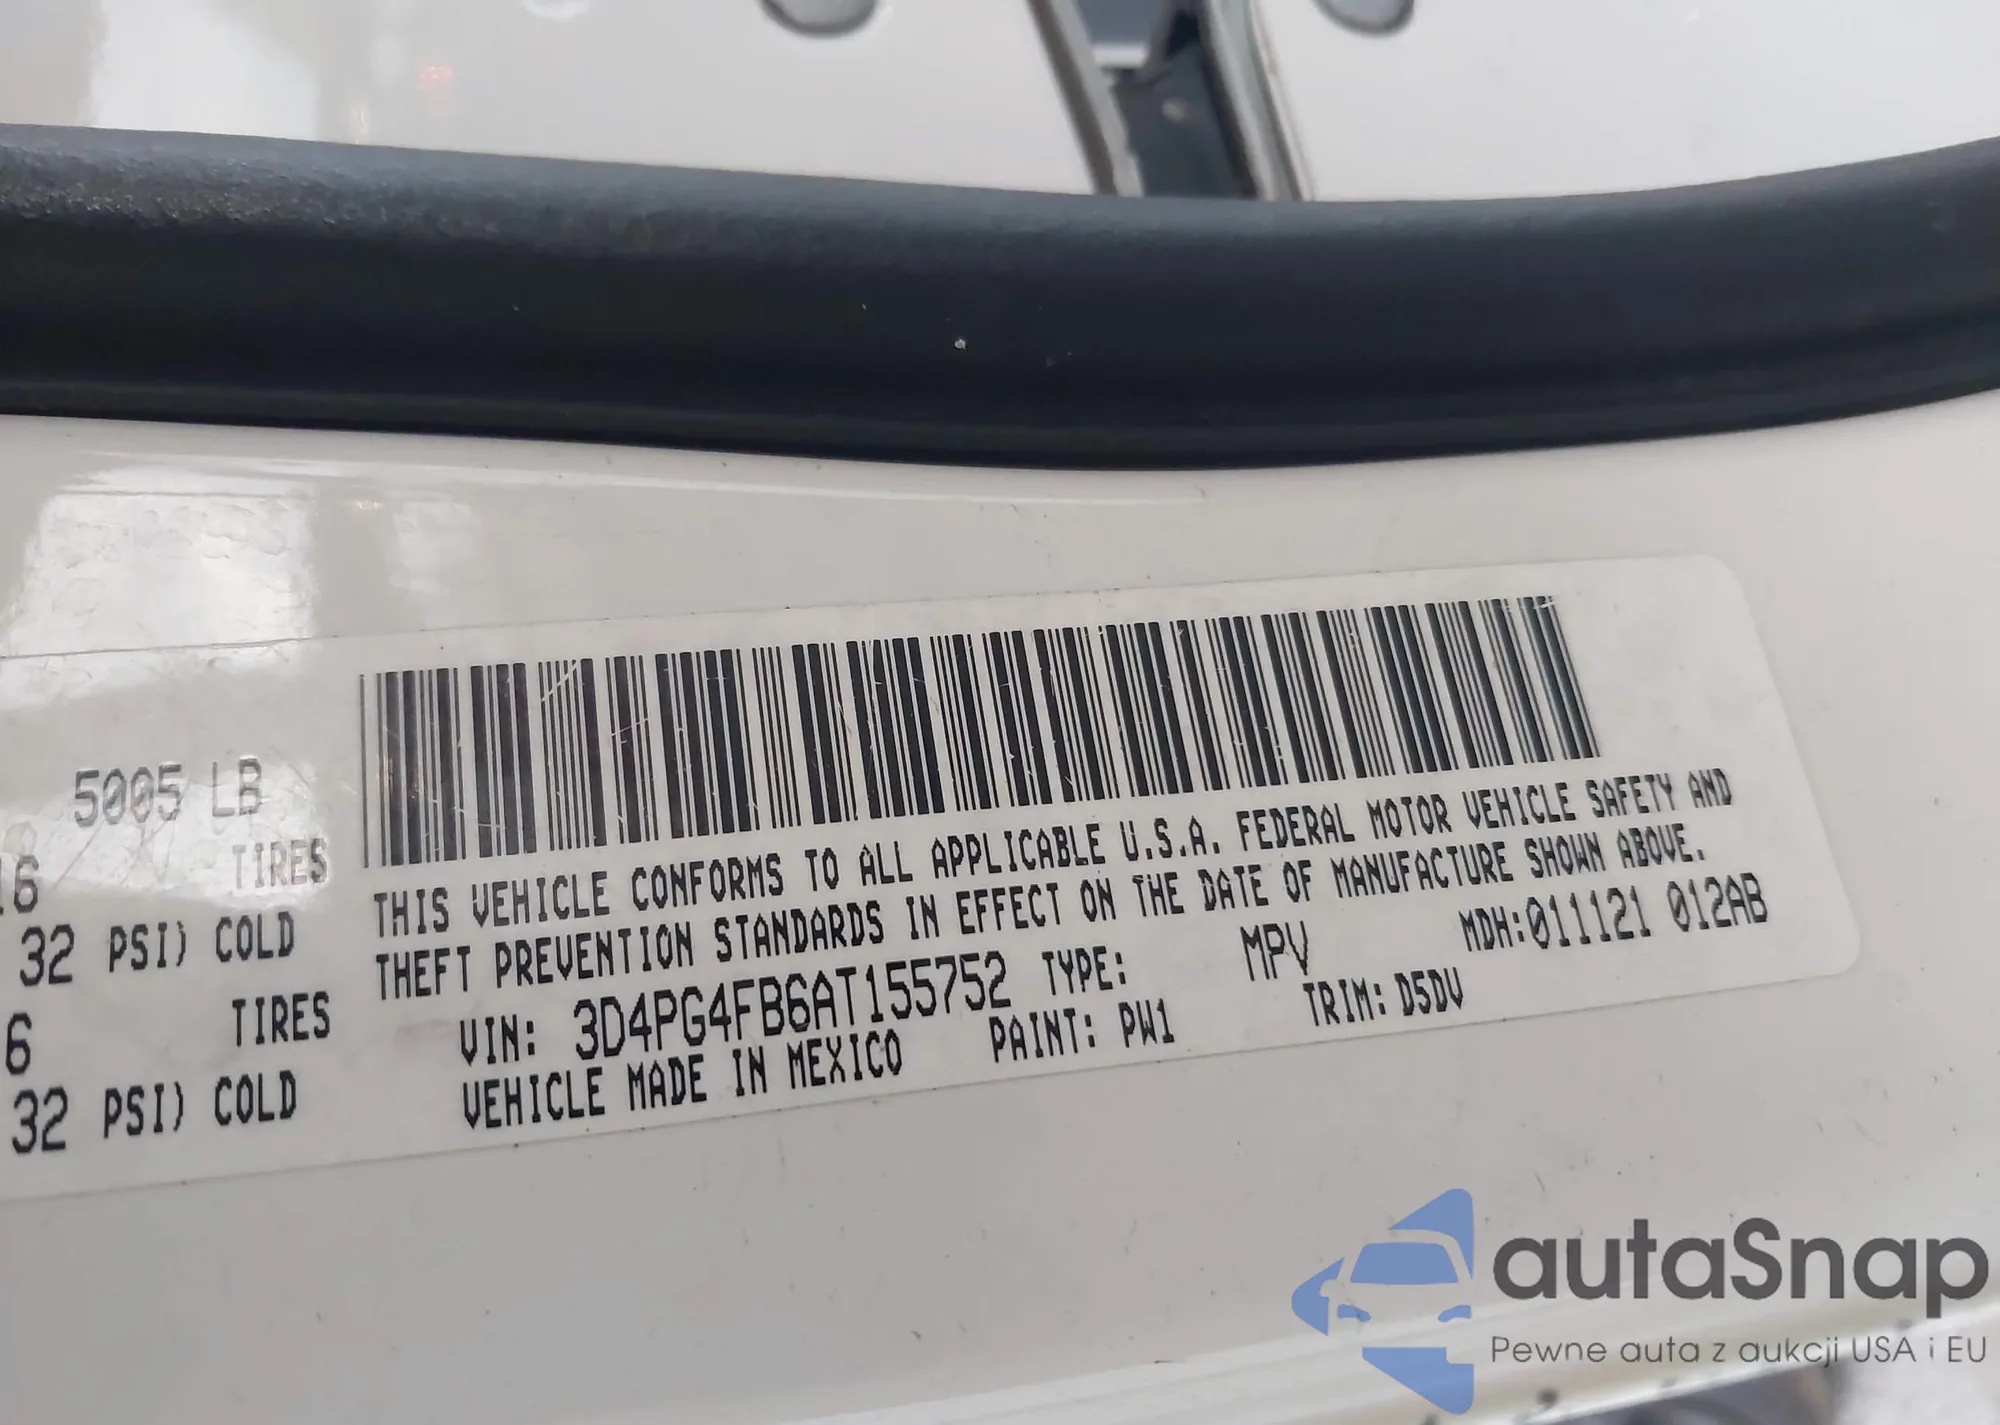 5005 LB
16 TIRES
32 PSI) COLD
6 TIRES
32 PSI) COLD
THIS VEHICLE CONFORMS TO ALL APPLICABLE U.S.A. FEDERAL MOTOR VEHICLE SAFETY AND
THEFT PREVENTION STANDARDS IN EFFECT ON THE DATE OF MANUFACTURE SHOWN ABOVE.
VIN: 3D4PG4FB6AT155752 TYPE: MPV MDH:011121 012AB
VEHICLE MADE IN MEXICO PAINT: PW1 TRIM: D5DV
autaSnap
Pewne auta z aukcji USA i EU